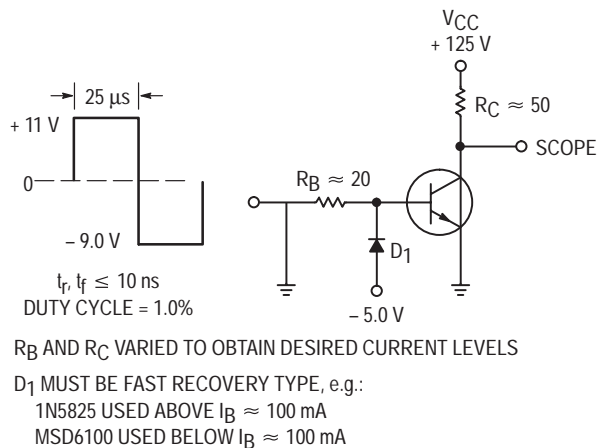 V_CC
+ 125 V
25 μs
+ 11 V
0
– 9.0 V
R_C ≈ 50
SCOPE
R_B ≈ 20
D_1
– 5.0 V
t_r, t_f ≤ 10 ns
DUTY CYCLE = 1.0%
R_B AND R_C VARIED TO OBTAIN DESIRED CURRENT LEVELS
D_1 MUST BE FAST RECOVERY TYPE, e.g.:
1N5825 USED ABOVE I_B ≈ 100 mA
MSD6100 USED BELOW I_B ≈ 100 mA